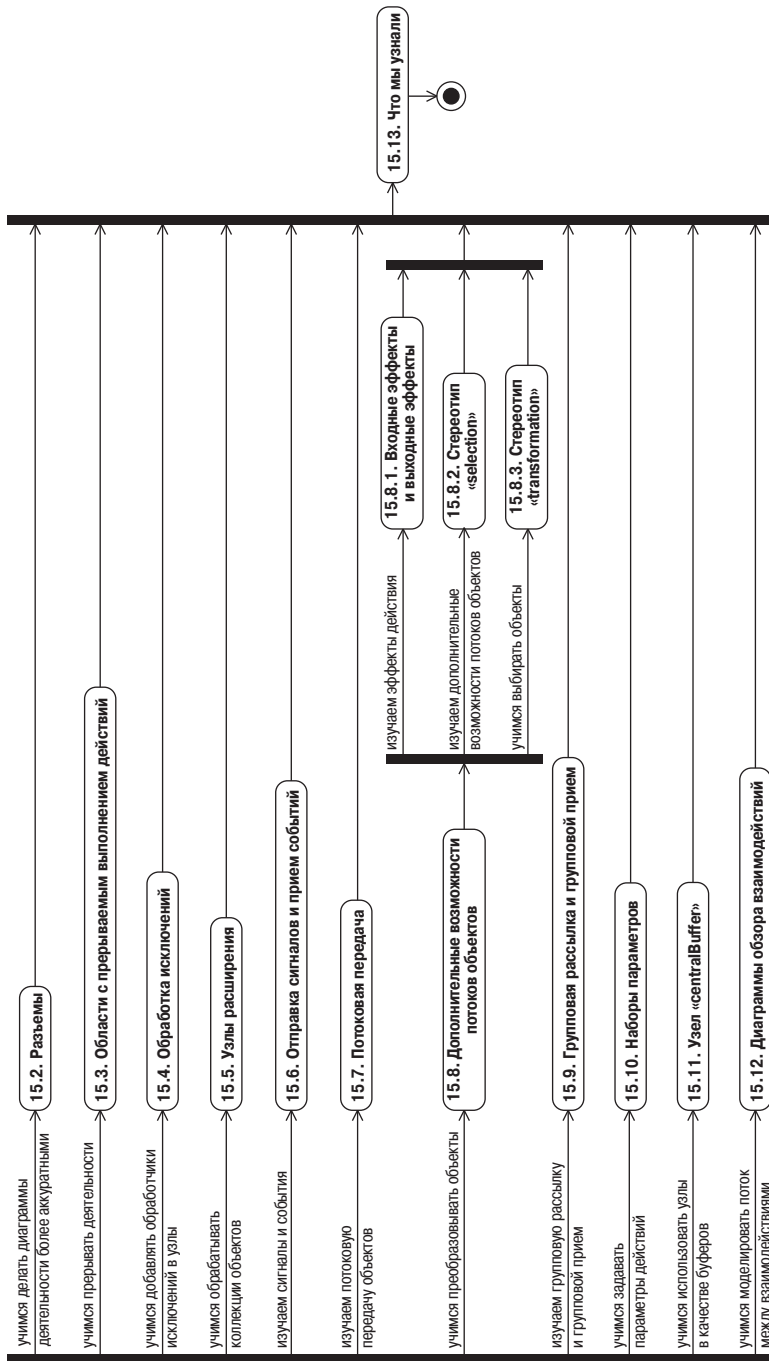 учимся делать диаграммы
деятельности более аккуратными
15.2. Разъемы
учимся прерывать деятельности
15.3. Области с прерываемым выполнением действий
учимся добавлять обработчики
исключений в узлы
15.4. Обработка исключений
учимся обрабатывать
коллекции объектов
15.5. Узлы расширения
изучаем сигналы и события
15.6. Отправка сигналов и прием событий
изучаем потоковую
передачу объектов
15.7. Потоковая передача
учимся преобразовывать объекты
15.8. Дополнительные возможности
потоков объектов
изучаем эффекты действия
15.8.1. Входные эффекты
и выходные эффекты
изучаем дополнительные
возможности потоков объектов
15.8.2. Стереотип
«selection»
учимся выбирать объекты
15.8.3. Стереотип
«transformation»
изучаем групповую рассылку
и групповой прием
15.9. Групповая рассылка и групповой прием
учимся задавать
параметры действий
15.10. Наборы параметров
учимся использовать узлы
в качестве буферов
15.11. Узел «centralBuffer»
учимся моделировать поток
между взаимодействиями
15.12. Диаграммы обзора взаимодействий
15.13. Что мы узнали